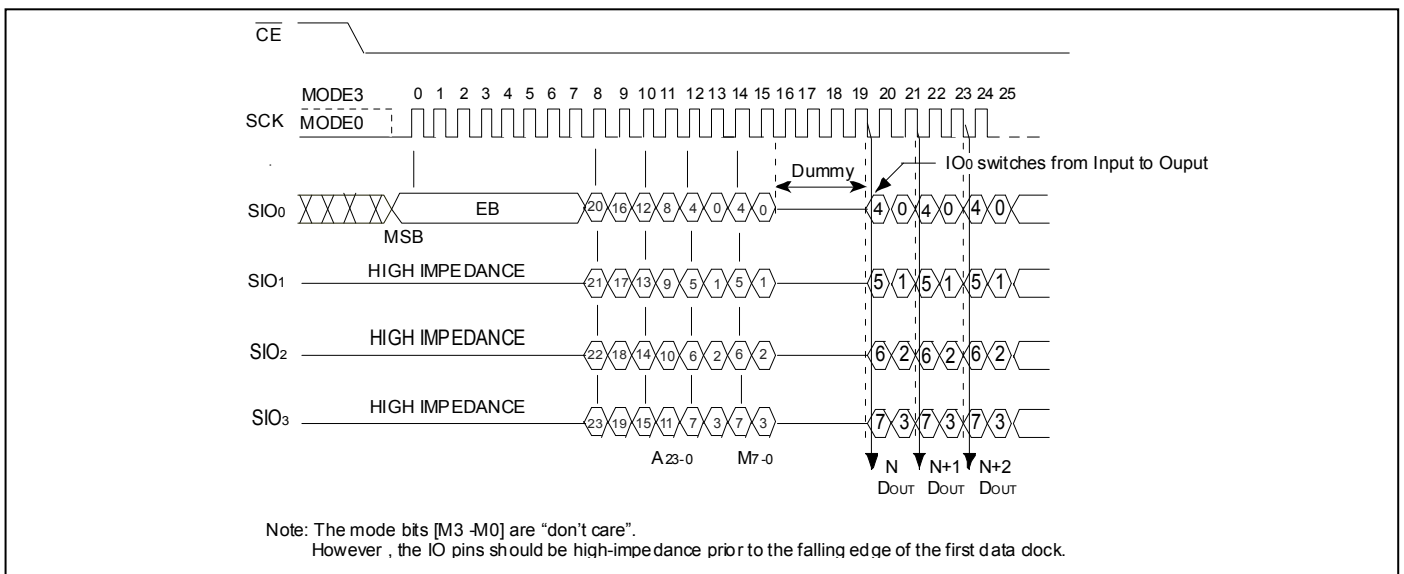 CE
MODE3 0 1 2 3 4 5 6 7 8 9 10 11 12 13 14 15 16 17 18 19 20 21 22 23 24 25
SCK MODE0
Dummy IO0 switches from Input to Ouput
SIO0 EB 20 16 12 8 4 0 4 0 4 0 4 0 4 0
MSB
SIO1 HIGH IMPEDANCE 21 17 13 9 5 1 5 1 5 1 5 1 5 1
SIO2 HIGH IMPEDANCE 22 18 14 10 6 2 6 2 6 2 6 2 6 2
SIO3 HIGH IMPEDANCE 23 19 15 11 7 3 7 3 7 3 7 3 7 3
A23-0 M7-0 N N+1 N+2
DOUT DOUT DOUT
Note: The mode bits [M3 -M0] are “don’t care”.
However , the IO pins should be high-impedance prior to the falling edge of the first data clock.